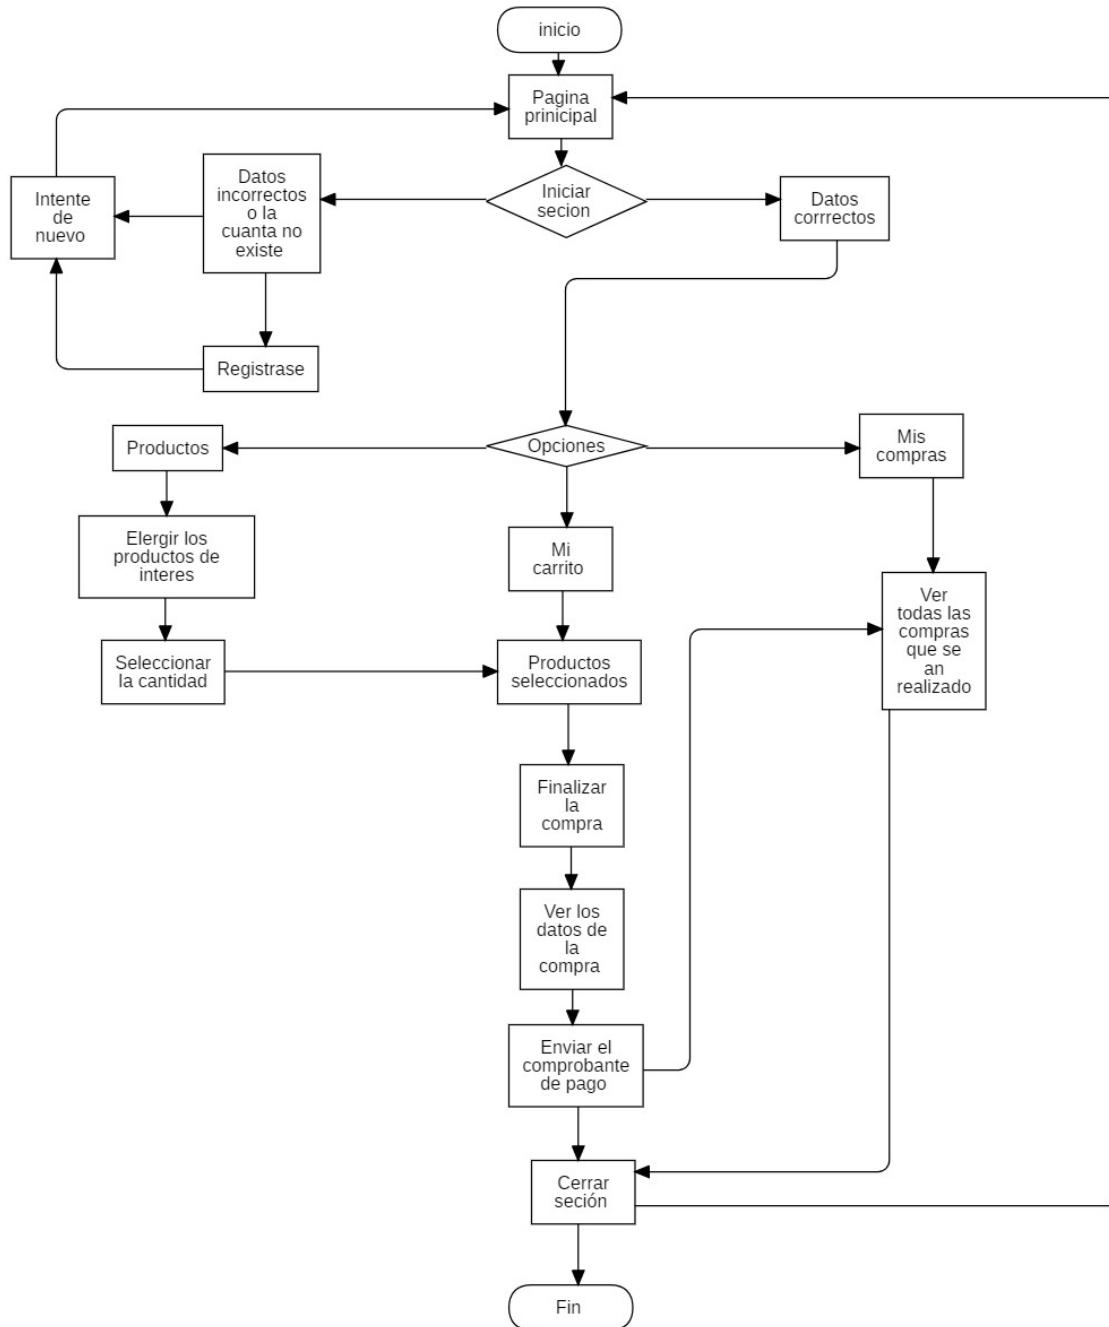 inicio
Pagina
prinicipal
Iniciar
secion
Datos
incorrectos
o la
cuanta no
existe
Intente
de
nuevo
Datos
corrrectos
Registrase
Opciones
Productos
Mis
compras
Elergir los
productos de
interes
Mi
carrito
Ver
todas las
compras
que se
an
realizado
Seleccionar
la cantidad
Productos
seleccionados
Finalizar
la
compra
Ver los
datos de
la
compra
Enviar el
comprobante
de pago
Cerrar
seción
Fin